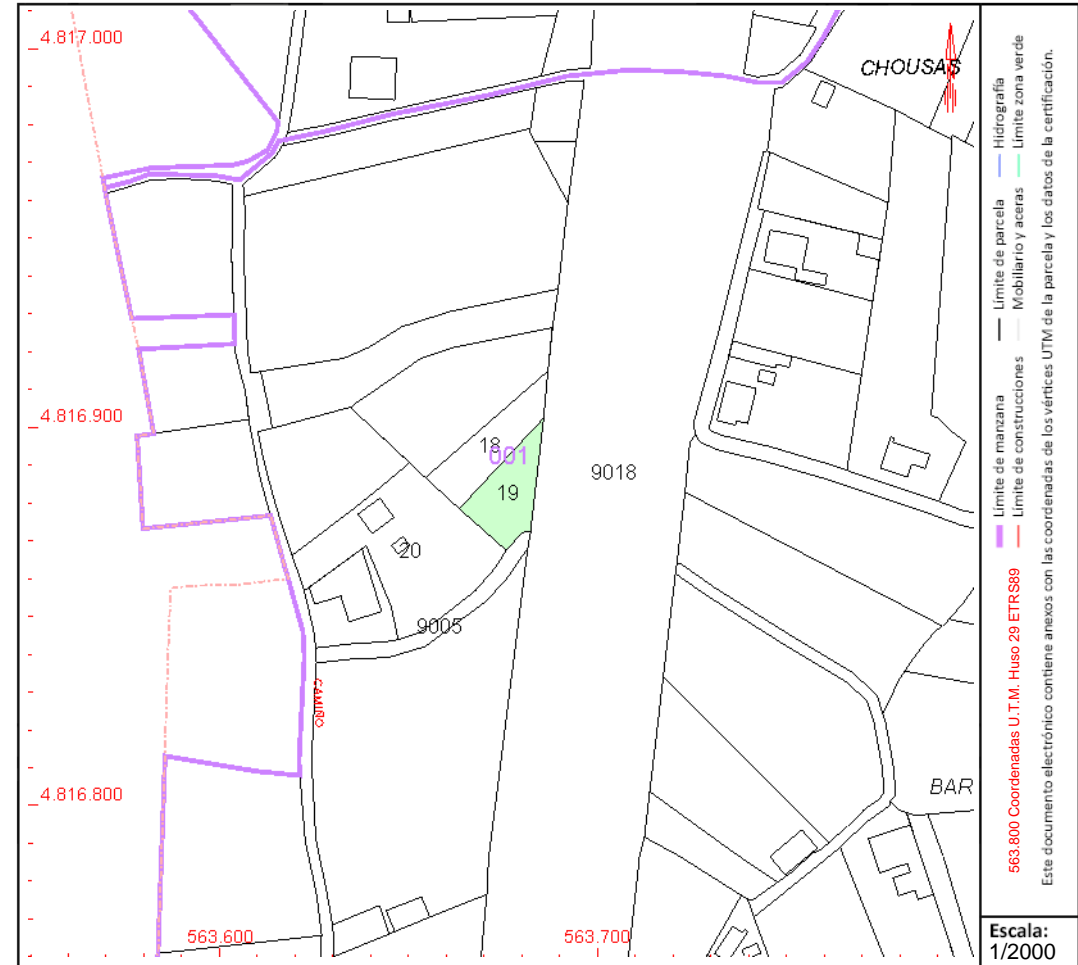 4.817.000
CHOUSAS
4.816.900
18
001
19
9018
20
9005
CAMIÑO
4.816.800
BAR
563.600
563.700
Límite de manzana
Límite de parcela
Hidrografía
Límite de construcciones
Mobiliario y aceras
Límite zona verde
563.800 Coordenadas U.T.M. Huso 29 ETRS89
Este documento electrónico contiene anexos con las coordenadas de los vértices UTM de la parcela y los datos de la certificación.
Escala:
1/2000